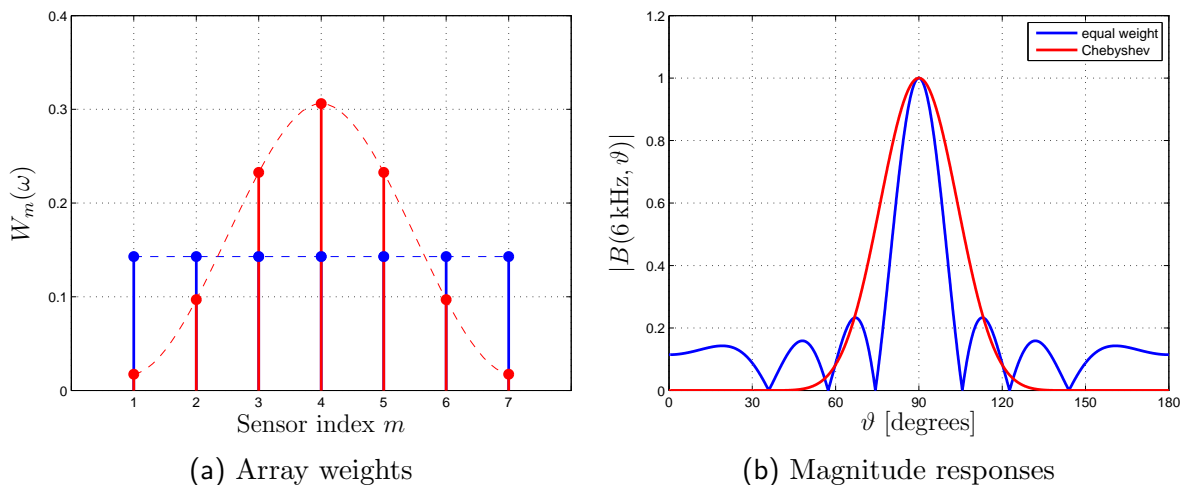 0.4
0.3
0.2
0.1
0
W_m(ω)
1 2 3 4 5 6 7
Sensor index m
(a) Array weights
1.2
1
0.8
0.6
0.4
0.2
0
|B(6 kHz, ϑ)|
equal weight
Chebyshev
0 30 60 90 120 150 180
ϑ [degrees]
(b) Magnitude responses